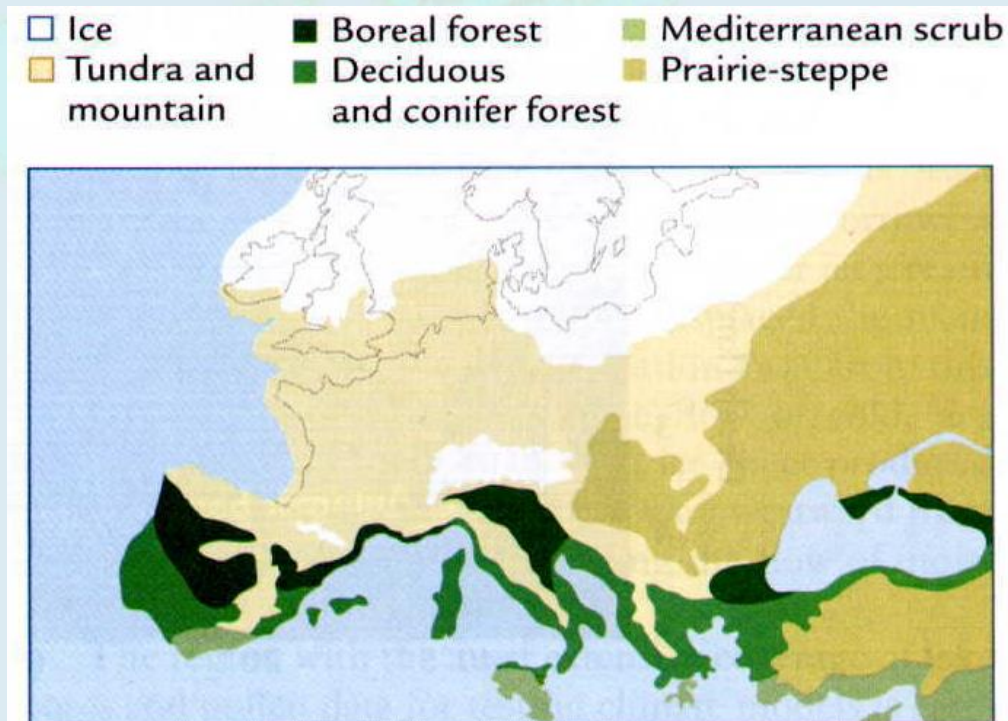 Ice
Tundra and
mountain
Boreal forest
Deciduous
and conifer forest
Mediterranean scrub
Prairie-steppe